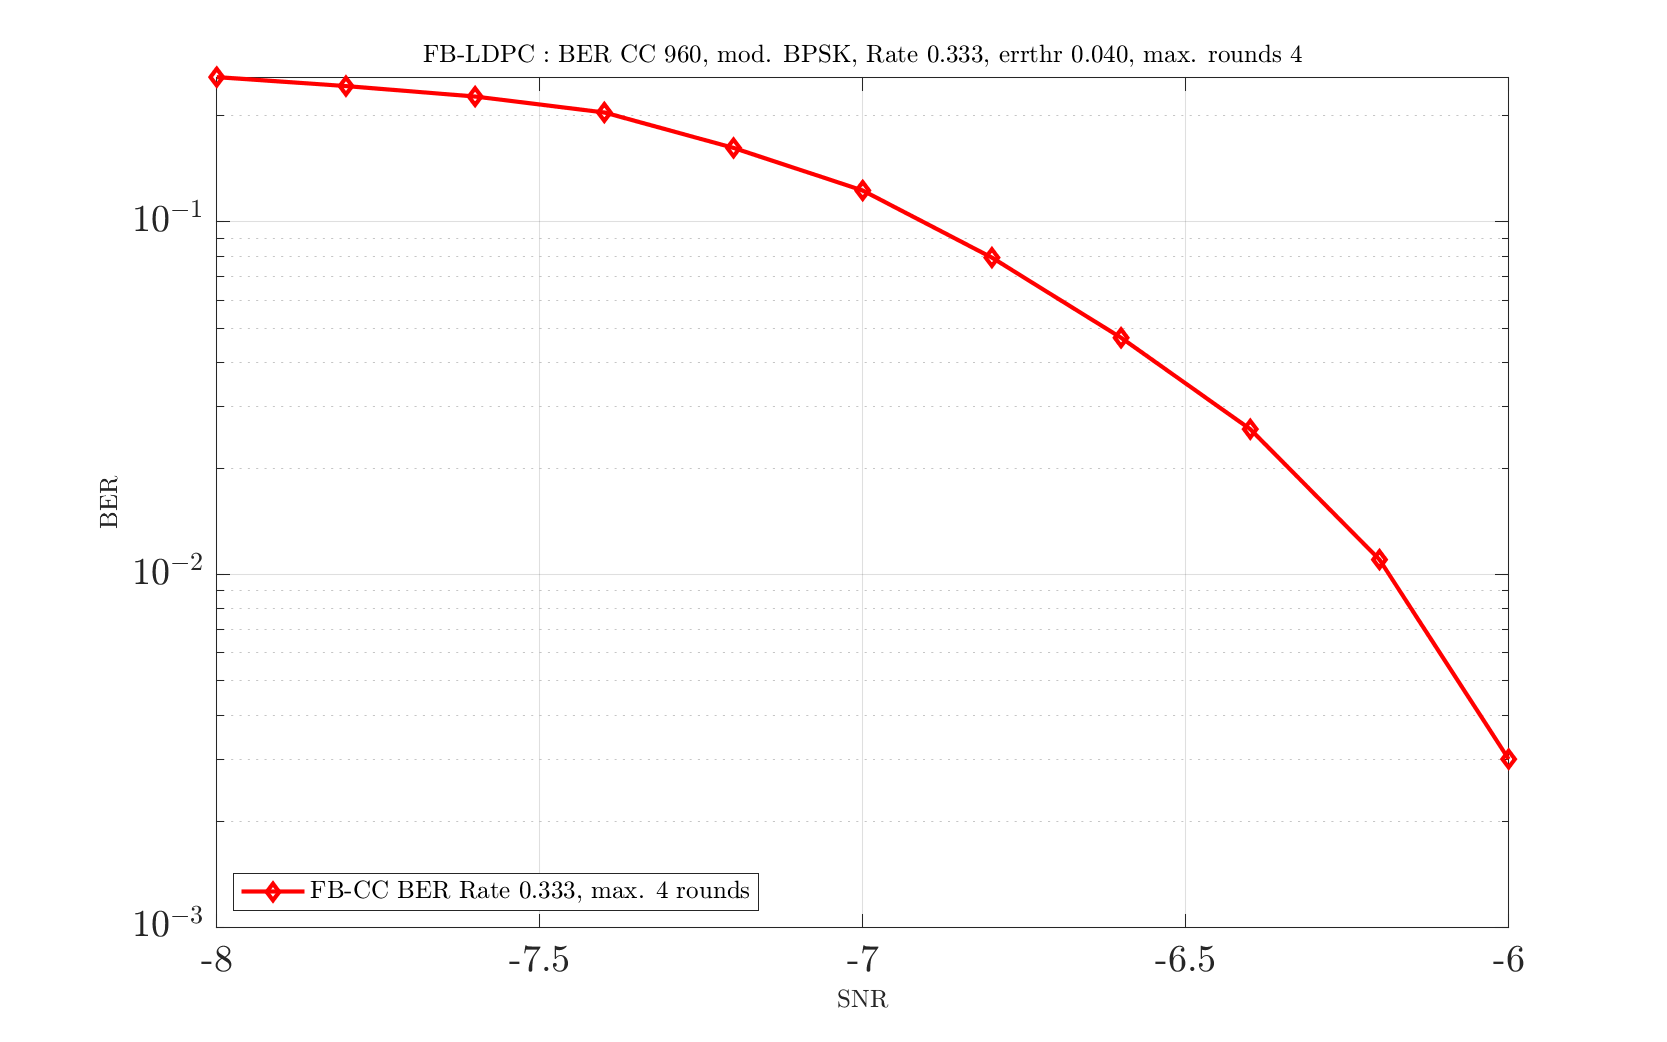 FB-LDPC : BER CC 960, mod. BPSK, Rate 0.333, errthr 0.040, max. rounds 4
10⁻¹
10⁻²
10⁻³
BER
FB-CC BER Rate 0.333, max. 4 rounds
-8 -7.5 -7 -6.5 -6
SNR